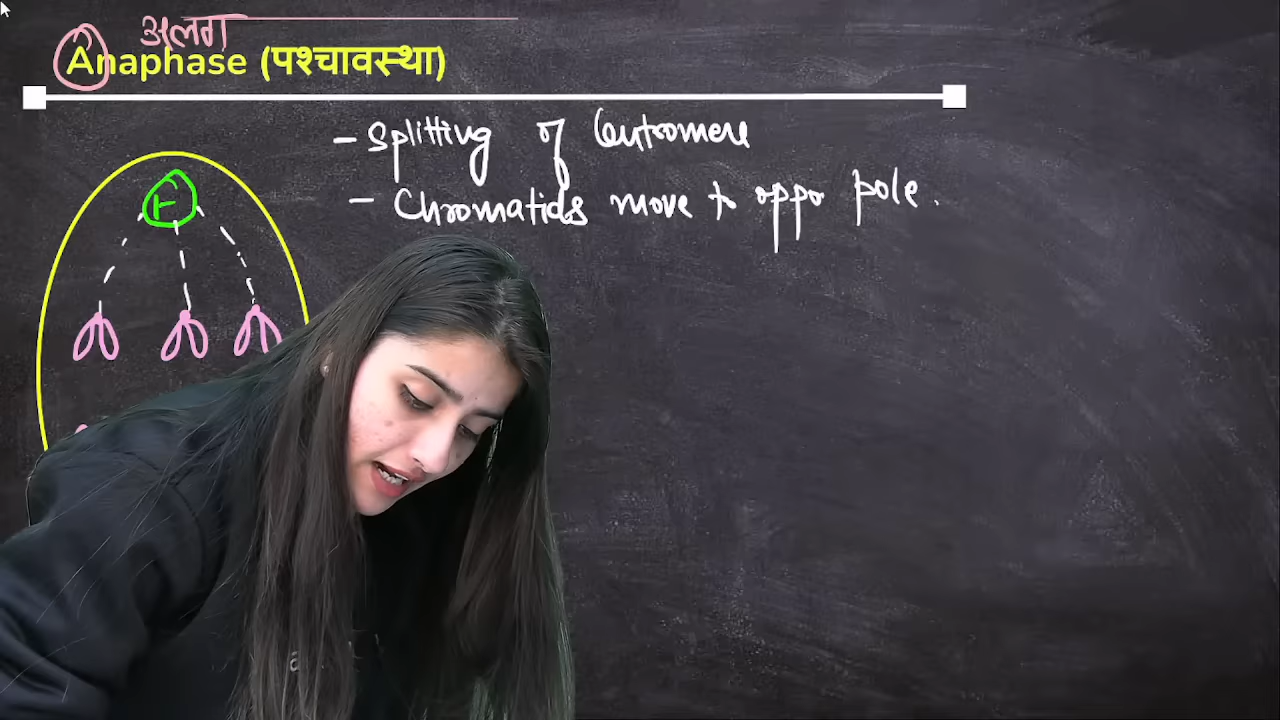 अलग
Anaphase (पश्चावस्था)
- Splitting of Centromere
- Chromatids move to oppo pole.